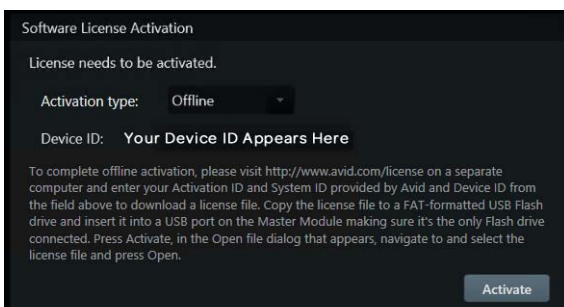 Software License Activation
License needs to be activated.
Activation type: Offline
Device ID: Your Device ID Appears Here
To complete offline activation, please visit http://www.avid.com/license on a separate
computer and enter your Activation ID and System ID provided by Avid and Device ID from
the field above to download a license file. Copy the license file to a FAT-formatted USB Flash
drive and insert it into a USB port on the Master Module making sure it's the only Flash drive
connected. Press Activate, in the Open file dialog that appears, navigate to and select the
license file and press Open.
Activate